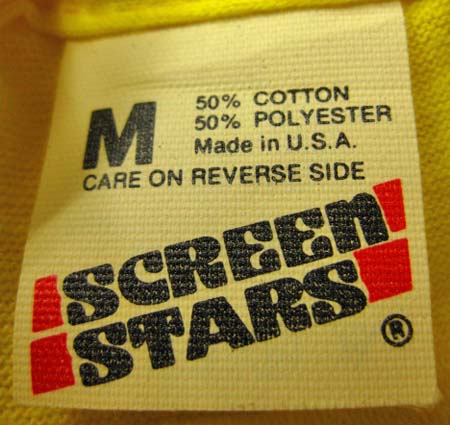 M
50% COTTON
50% POLYESTER
Made in U.S.A.
CARE ON REVERSE SIDE
SCREEN
STARS
®